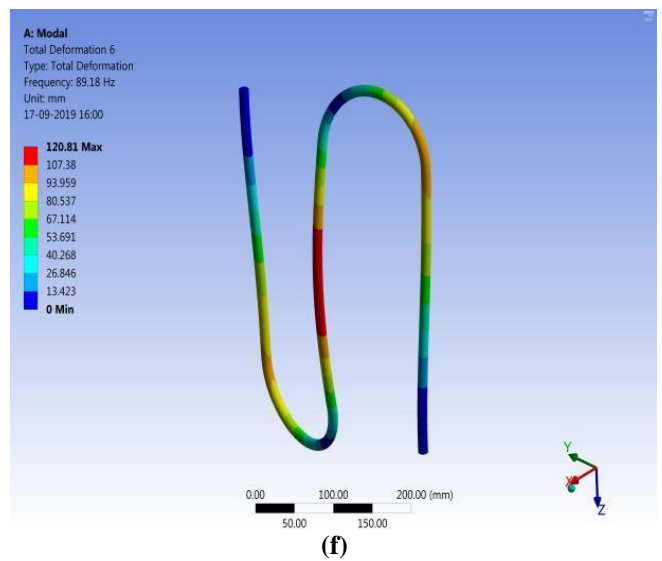 A: Modal
Total Deformation 6
Type: Total Deformation
Frequency: 89.18 Hz
Unit: mm
17-09-2019 16:00
120.81 Max
107.38
93.959
80.537
67.114
53.691
40.268
26.846
13.423
0 Min
Y
X
Z
0.00 100.00 200.00 (mm)
50.00 150.00
(f)